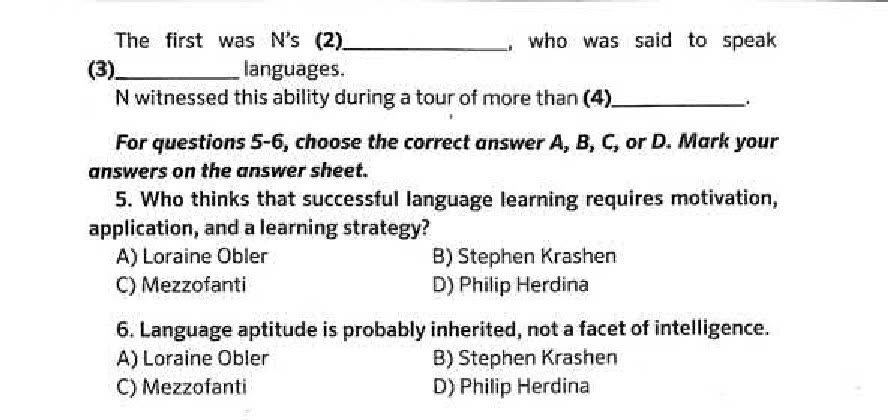 The first was N's (2)______________, who was said to speak
(3)___________ languages.
N witnessed this ability during a tour of more than (4)____________.
For questions 5-6, choose the correct answer A, B, C, or D. Mark your
answers on the answer sheet.
5. Who thinks that successful language learning requires motivation,
application, and a learning strategy?
A) Loraine Obler B) Stephen Krashen
C) Mezzofanti D) Philip Herdina
6. Language aptitude is probably inherited, not a facet of intelligence.
A) Loraine Obler B) Stephen Krashen
C) Mezzofanti D) Philip Herdina